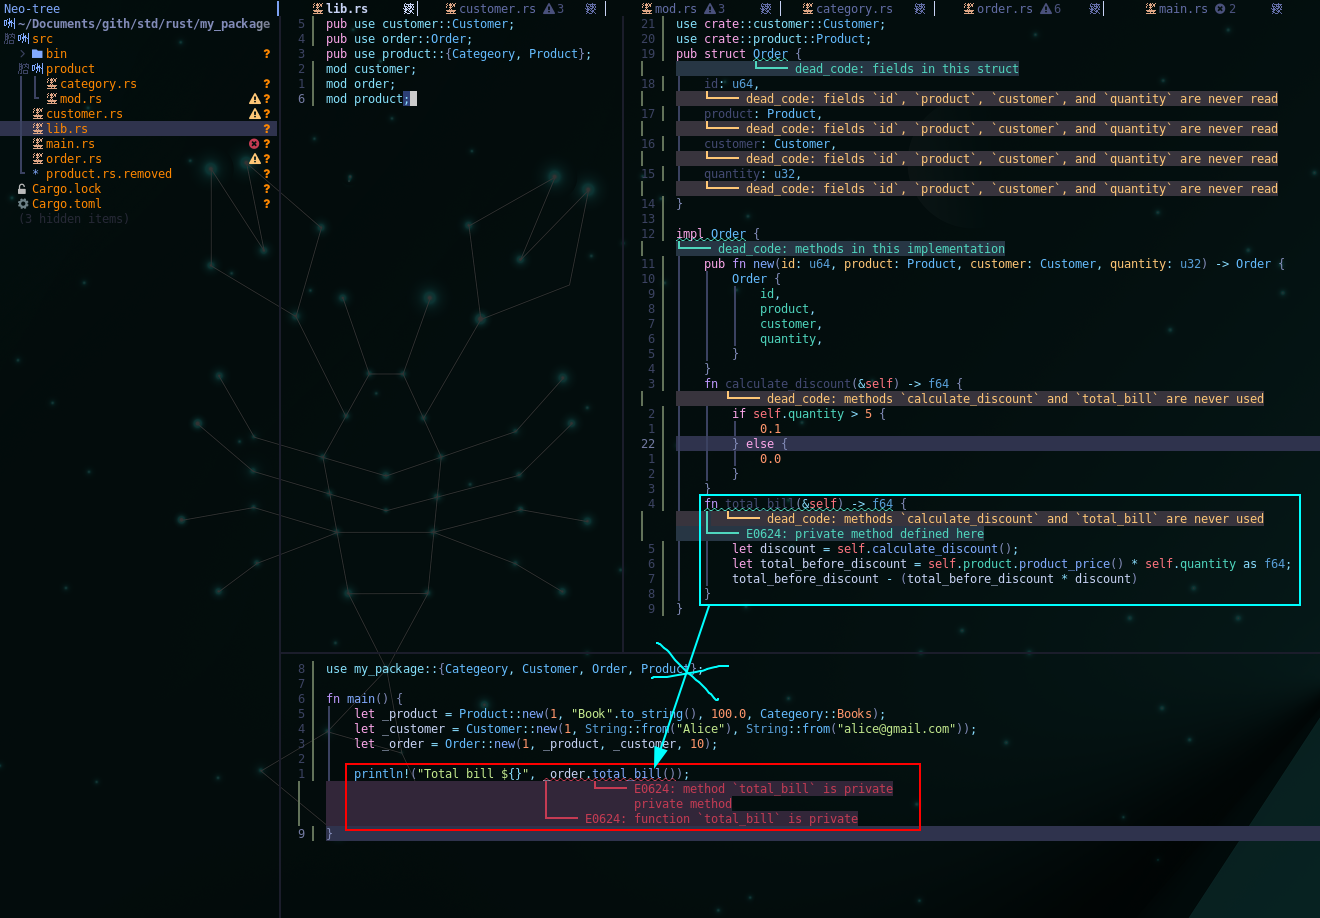 Neo-tree
~/Documents/gith/std/rust/my_package
src
bin ?
product
category.rs ?
mod.rs ?
customer.rs ?
lib.rs ?
main.rs ?
order.rs ?
* product.rs.removed ?
Cargo.lock ?
Cargo.toml ?
(3 hidden items)
lib.rs customer.rs 3
5 pub use customer::Customer;
4 pub use order::Order;
3 pub use product::{Categeory, Product};
2 mod customer;
1 mod order;
6 mod product;
mod.rs 3 category.rs order.rs 6 main.rs 2
21 use crate::customer::Customer;
20 use crate::product::Product;
19 pub struct Order {
dead_code: fields in this struct
18 id: u64,
dead_code: fields `id`, `product`, `customer`, and `quantity` are never read
17 product: Product,
dead_code: fields `id`, `product`, `customer`, and `quantity` are never read
16 customer: Customer,
dead_code: fields `id`, `product`, `customer`, and `quantity` are never read
15 quantity: u32,
dead_code: fields `id`, `product`, `customer`, and `quantity` are never read
14 }
13
12 impl Order {
dead_code: methods in this implementation
11 pub fn new(id: u64, product: Product, customer: Customer, quantity: u32) -> Order {
10 Order {
9 id,
8 product,
7 customer,
6 quantity,
5 }
4 }
3 fn calculate_discount(&self) -> f64 {
dead_code: methods `calculate_discount` and `total_bill` are never used
2 if self.quantity > 5 {
1 0.1
22 } else {
1 0.0
2 }
3 }
4 fn total_bill(&self) -> f64 {
dead_code: methods `calculate_discount` and `total_bill` are never used
E0624: private method defined here
5 let discount = self.calculate_discount();
6 let total_before_discount = self.product.product_price() * self.quantity as f64;
7 total_before_discount - (total_before_discount * discount)
8 }
9 }
8 use my_package::{Categeory, Customer, Order, Product};
7
6 fn main() {
5 let _product = Product::new(1, "Book".to_string(), 100.0, Categeory::Books);
4 let _customer = Customer::new(1, String::from("Alice"), String::from("alice@gmail.com"));
3 let _order = Order::new(1, _product, _customer, 10);
2
1 println!("Total bill ${}", _order.total_bill());
E0624: method `total_bill` is private
private method
E0624: function `total_bill` is private
9 }